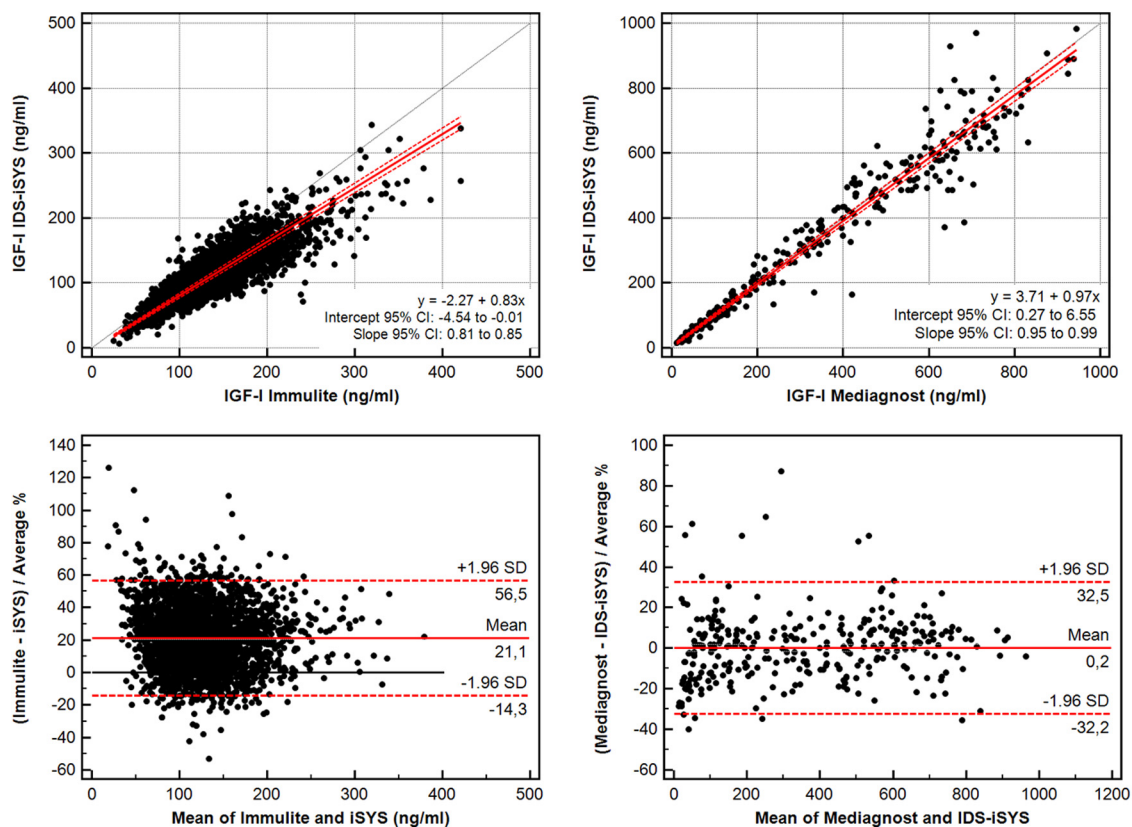 500
400
300
200
100
0
IGF-I IDS-iSYS (ng/ml)
y = -2.27 + 0.83x
Intercept 95% CI: -4.54 to -0.01
Slope 95% CI: 0.81 to 0.85
0 100 200 300 400 500
IGF-I Immulite (ng/ml)
1000
800
600
400
200
0
IGF-I IDS-iSYS (ng/ml)
y = 3.71 + 0.97x
Intercept 95% CI: 0.27 to 6.55
Slope 95% CI: 0.95 to 0.99
0 200 400 600 800 1000
IGF-I Mediagnost (ng/ml)
140
120
100
80
60
40
20
0
-20
-40
-60
(Immulite - iSYS) / Average %
+1.96 SD
56,5
Mean
21,1
-1.96 SD
-14,3
0 100 200 300 400 500
Mean of Immulite and iSYS (ng/ml)
100
80
60
40
20
0
-20
-40
-60
(Mediagnost - IDS-iSYS) / Average %
+1.96 SD
32,5
Mean
0,2
-1.96 SD
-32,2
0 200 400 600 800 1000 1200
Mean of Mediagnost and IDS-iSYS